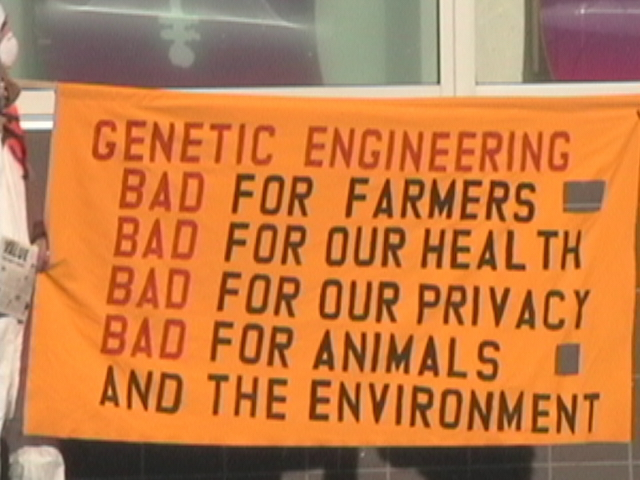 GENETIC ENGINEERING
BAD FOR FARMERS
BAD FOR OUR HEALTH
BAD FOR OUR PRIVACY
BAD FOR ANIMALS
AND THE ENVIRONMENT
VALUE